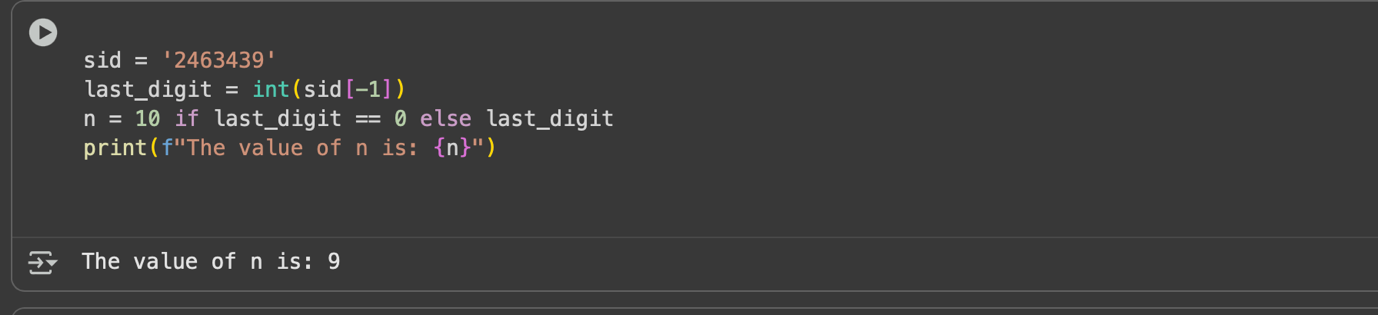 sid = '2463439'
last_digit = int(sid[-1])
n = 10 if last_digit == 0 else last_digit
print(f"The value of n is: {n}")
The value of n is: 9